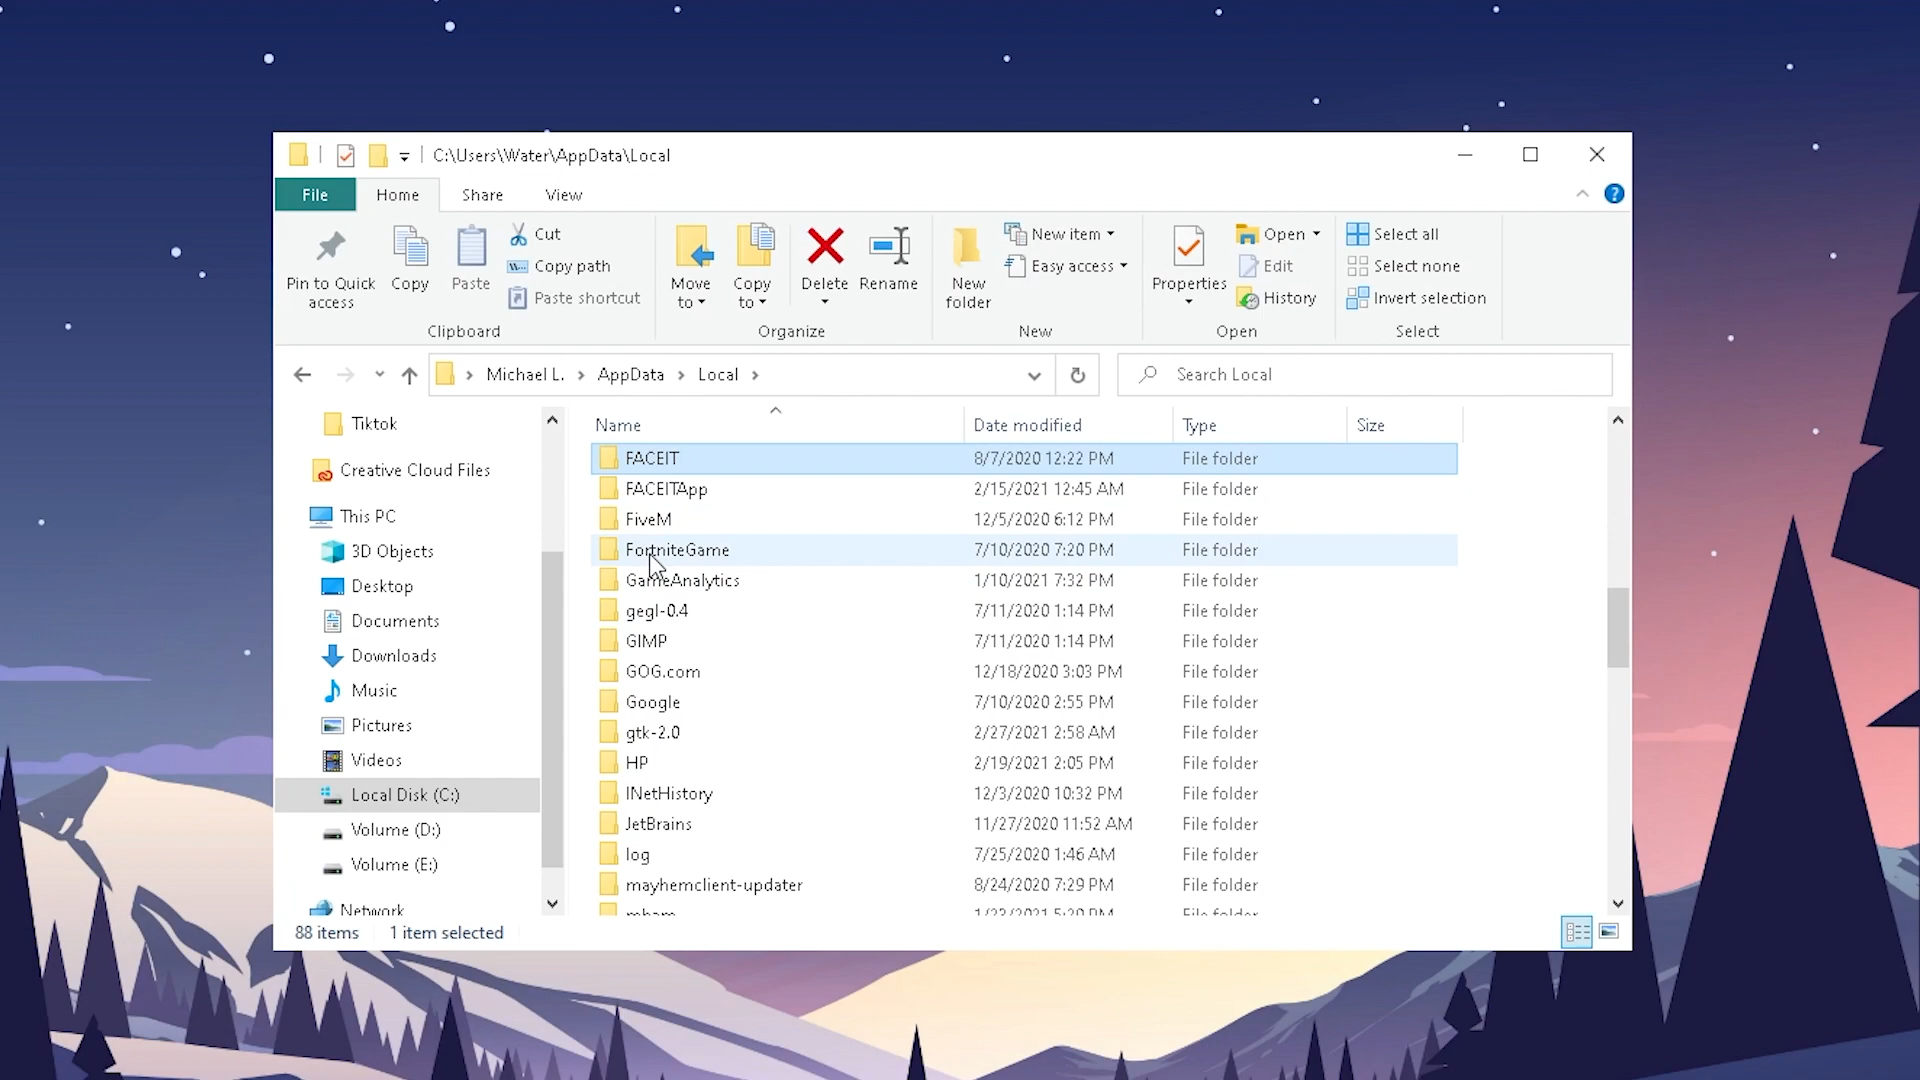 C:\Users\Water\AppData\Local
File Home Share View
Pin to Quick access
Copy
Paste
Cut
Copy path
Paste shortcut
Clipboard
Move to
Copy to
Delete
Rename
Organize
New folder
New item
Easy access
New
Properties
Open
Edit
History
Open
Select all
Select none
Invert selection
Select
Michael L. > AppData > Local >
Search Local
Tiktok
Creative Cloud Files
This PC
3D Objects
Desktop
Documents
Downloads
Music
Pictures
Videos
Local Disk (C:)
Volume (D:)
Volume (E:)
Network
Name Date modified Type Size
FACEIT 8/7/2020 12:22 PM File folder
FACEITApp 2/15/2021 12:45 AM File folder
FiveM 12/5/2020 6:12 PM File folder
FortniteGame 7/10/2020 7:20 PM File folder
GameAnalytics 1/10/2021 7:32 PM File folder
gegl-0.4 7/11/2020 1:14 PM File folder
GIMP 7/11/2020 1:14 PM File folder
GOG.com 12/18/2020 3:03 PM File folder
Google 7/10/2020 2:55 PM File folder
gtk-2.0 2/27/2021 2:58 AM File folder
HP 2/19/2021 2:05 PM File folder
INetHistory 12/3/2020 10:32 PM File folder
JetBrains 11/27/2020 11:52 AM File folder
log 7/25/2020 1:46 AM File folder
mayhemclient-updater 8/24/2020 7:29 PM File folder
88 items 1 item selected